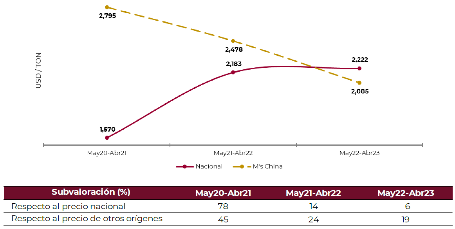 2,795
2,478
2,183
2,222
2,085
1,570
USD / TON
May20-Abr21
May21-Abr22
May22-Abr23
Nacional
M's China
Subvaloración (%) May20-Abr21 May21-Abr22 May22-Abr23
Respecto al precio nacional 78 14 6
Respecto al precio de otros orígenes 45 24 19